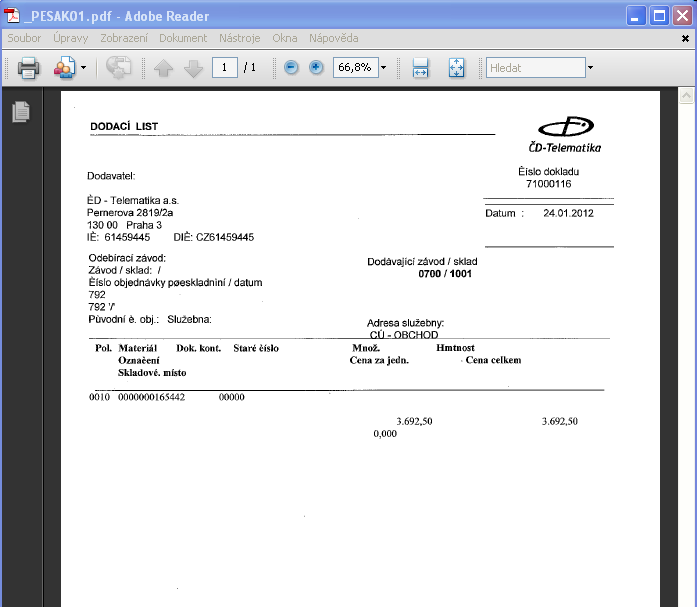 _PESAK01.pdf - Adobe Reader
Soubor Úpravy Zobrazení Dokument Nástroje Okna Nápověda
1 / 1 66,8% Hledat
DODACÍ LIST
ČD-Telematika
Dodavatel:
Èíslo dokladu
71000116
ÈD - Telematika a.s.
Pernerova 2819/2a
130 00 Praha 3
IÈ: 61459445 DIÈ: CZ61459445
Datum : 24.01.2012
Odebírací závod:
Závod / sklad: /
Èíslo objednávky pøeskladnìní / datum
792
792 '/'
Pùvodní è. obj.: Služebna:
Dodávající závod / sklad
0700 / 1001
Adresa služebny:
CÚ - OBCHOD
Pol. Materiál Dok. kont. Staré èíslo Množ. Hmtnost
Oznaèení Cena za jedn. Cena celkem
Skladové. místo
0010 0000000165442 00000
3.692,50 3.692,50
0,000